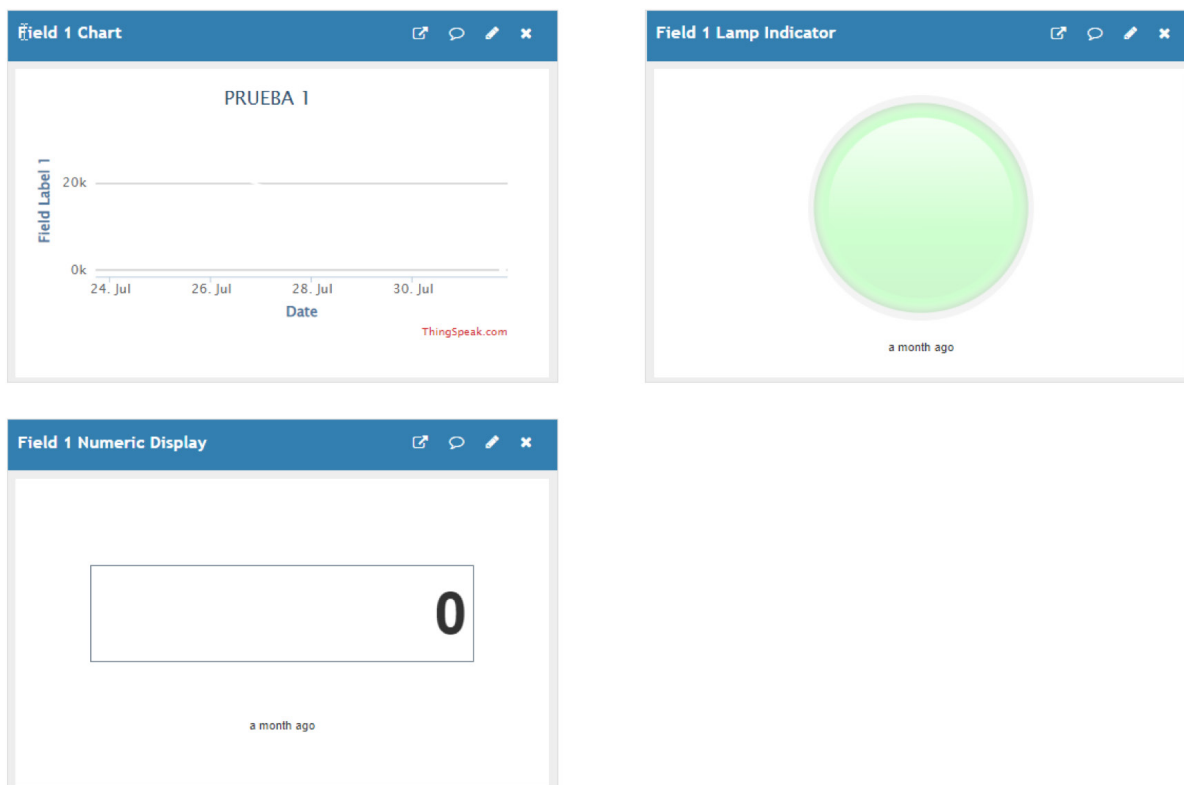 Field 1 Chart
PRUEBA 1
Field Label 1
20k
0k
24. Jul 26. Jul 28. Jul 30. Jul
Date
ThingSpeak.com
Field 1 Lamp Indicator
a month ago
Field 1 Numeric Display
0
a month ago